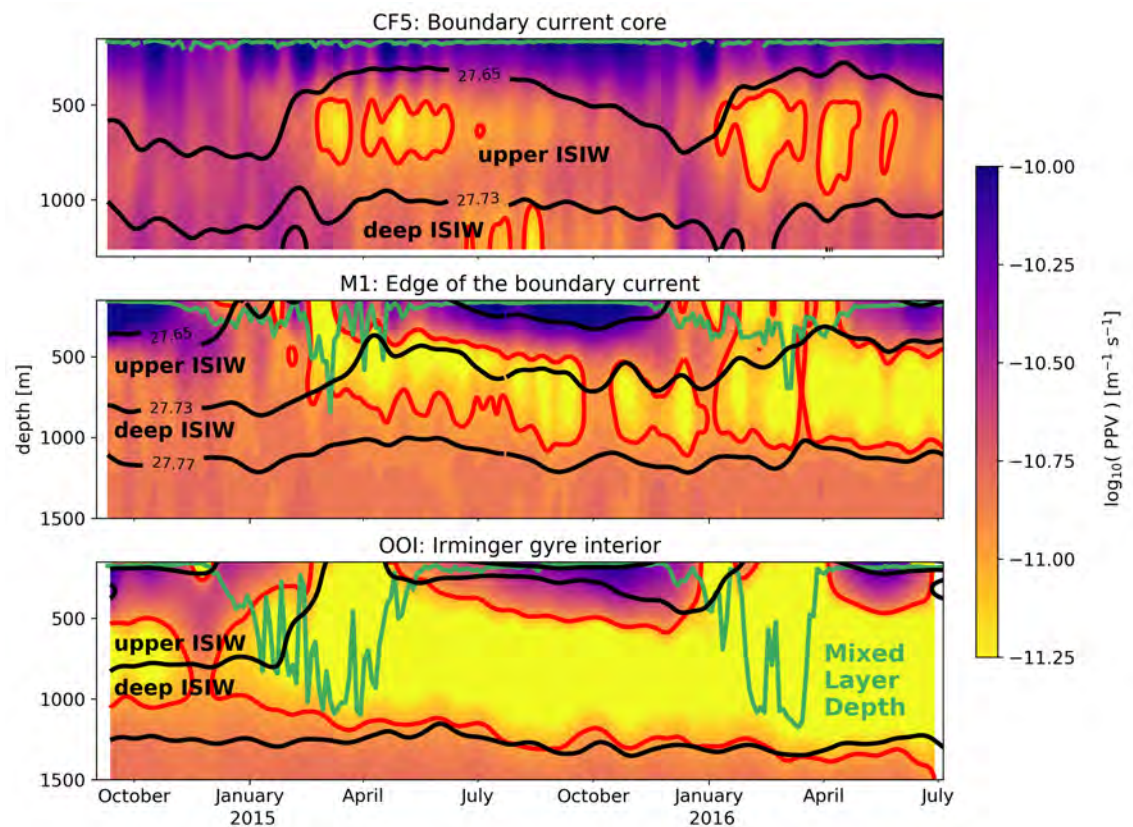 CF5: Boundary current core
27.65
500
upper ISIW
1000
27.73
deep ISIW
M1: Edge of the boundary current
27.65
upper ISIW
500
27.73
deep ISIW
1000
27.77
1500
depth [m]
OOI: Irminger gyre interior
500
upper ISIW
deep ISIW
Mixed
Layer
Depth
1000
1500
October January April July October January April July
2015 2016
−10.00
−10.25
−10.50
−10.75
−11.00
−11.25
log₁₀( PPV ) [m⁻¹ s⁻¹]